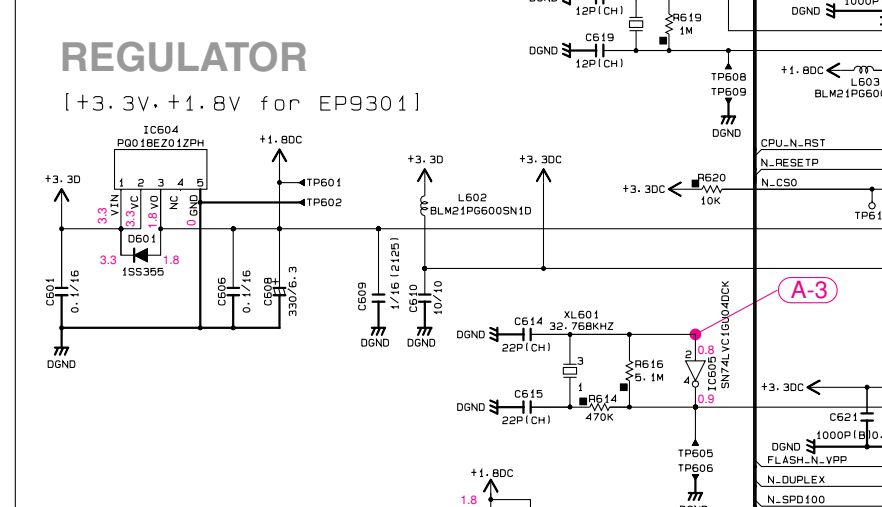 REGULATOR
[+3.3V, +1.8V for EP9301]
IC604
PQ018EZ01ZPH
1 2 3 4 5
VIN
VC
VO
NC
GND
3.3
3.3
1.8
0
+3.3D
+1.8DC
TP601
TP602
D601
3.3
1.8
1SS355
C601
0.1/16
C606
0.1/16
C608
330/6.3
+
DGND
C609
1/16 (2125)
DGND
C610
10/10
DGND
+3.3D
L602
BLM21PG600SN1D
+3.3DC
12P(CH)
R619
1M
C619
DGND
12P(CH)
TP608
TP609
DGND
DGND
1000P
+1.8DC
L603
BLM21PG600
CPU_N_RST
N_RESETP
N_CS0
+3.3DC
R620
10K
TP61
A-3
XL601
32.768KHZ
C614
DGND
22P(CH)
3
1
R616
5.1M
0.8
2
4
0.9
IC605
SN74LVC1GU04DCK
C615
DGND
22P(CH)
R614
470K
TP605
TP606
+3.3DC
C621
1000P(B)
0.
DGND
FLASH_N_VPP
N_DUPLEX
N_SPD100
+1.8DC
1.8